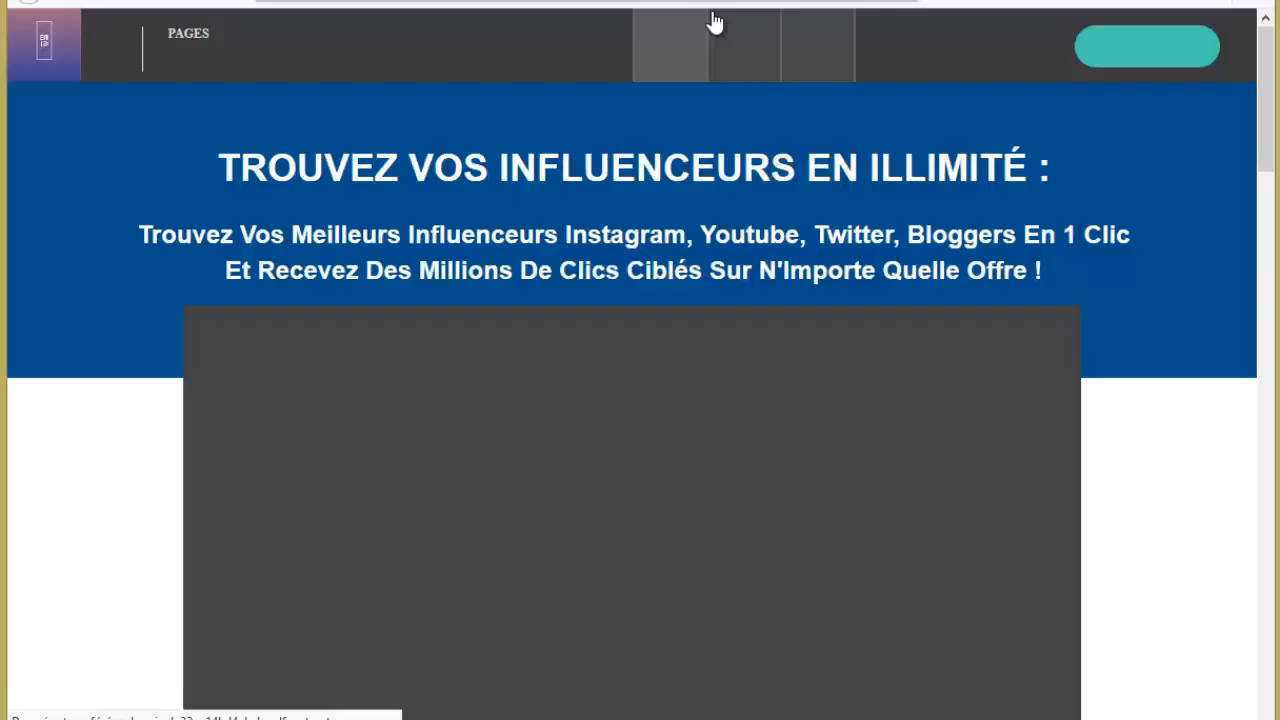 PAGES
TROUVEZ VOS INFLUENCEURS EN ILLIMITÉ :
Trouvez Vos Meilleurs Influenceurs Instagram, Youtube, Twitter, Bloggers En 1 Clic
Et Recevez Des Millions De Clics Ciblés Sur N'Importe Quelle Offre !